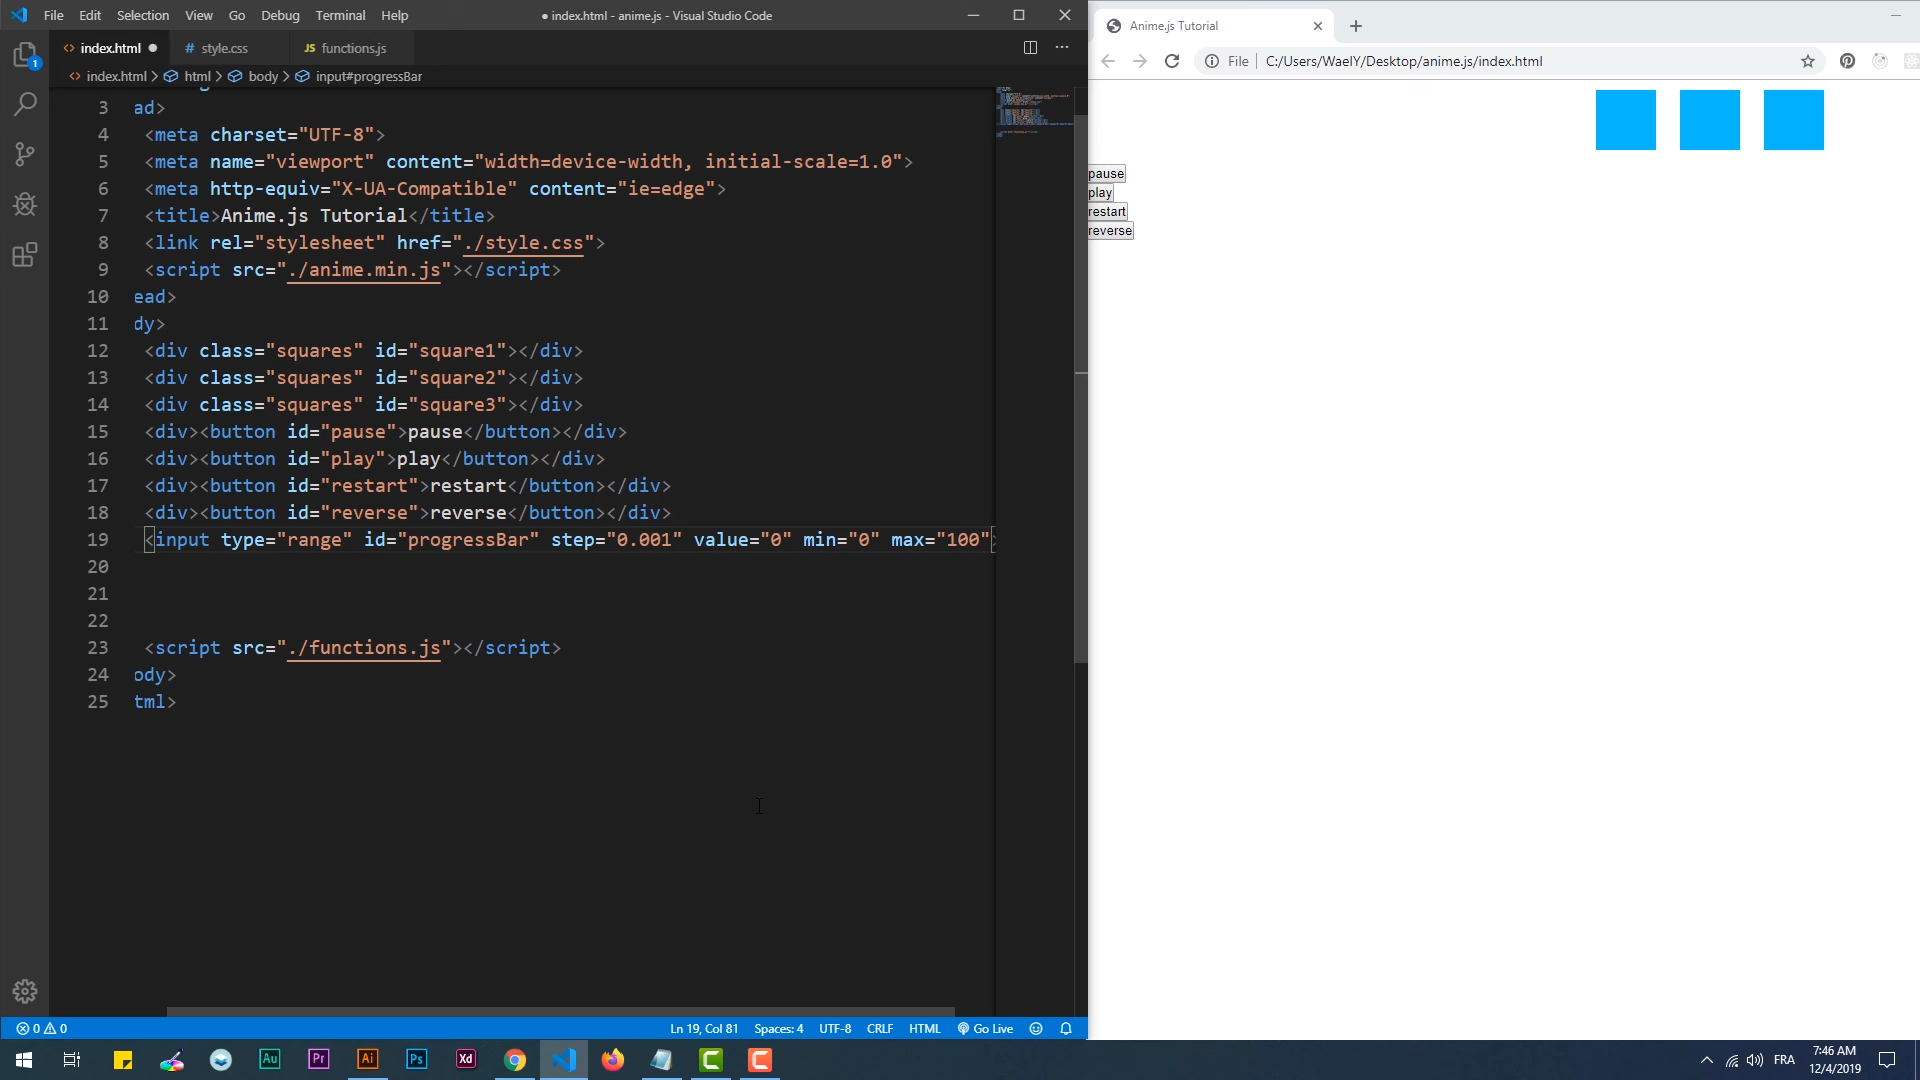 File Edit Selection View Go Debug Terminal Help
● index.html - anime.js - Visual Studio Code
index.html ● # style.css JS functions.js
index.html > html > body > input#progressBar
3 ad>
4 <meta charset="UTF-8">
5 <meta name="viewport" content="width=device-width, initial-scale=1.0">
6 <meta http-equiv="X-UA-Compatible" content="ie=edge">
7 <title>Anime.js Tutorial</title>
8 <link rel="stylesheet" href="./style.css">
9 <script src="./anime.min.js"></script>
10 ead>
11 dy>
12 <div class="squares" id="square1"></div>
13 <div class="squares" id="square2"></div>
14 <div class="squares" id="square3"></div>
15 <div><button id="pause">pause</button></div>
16 <div><button id="play">play</button></div>
17 <div><button id="restart">restart</button></div>
18 <div><button id="reverse">reverse</button></div>
19 <input type="range" id="progressBar" step="0.001" value="0" min="0" max="100">
20
21
22
23 <script src="./functions.js"></script>
24 ody>
25 tml>
1
0 0
Ln 19, Col 81 Spaces: 4 UTF-8 CRLF HTML Go Live
Anime.js Tutorial
File C:/Users/WaelY/Desktop/anime.js/index.html
pause
play
restart
reverse
Au Pr Ai Ps Xd
FRA
7:46 AM
12/4/2019